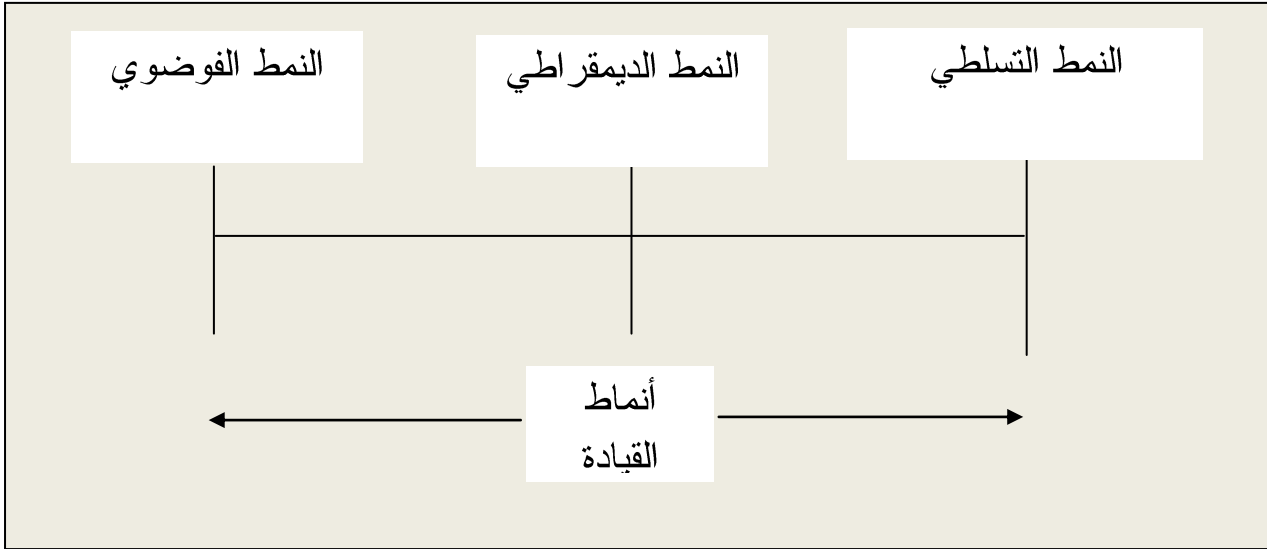 النمط التسلطي
النمط الديمقراطي
النمط الفوضوي
أنماط
القيادة